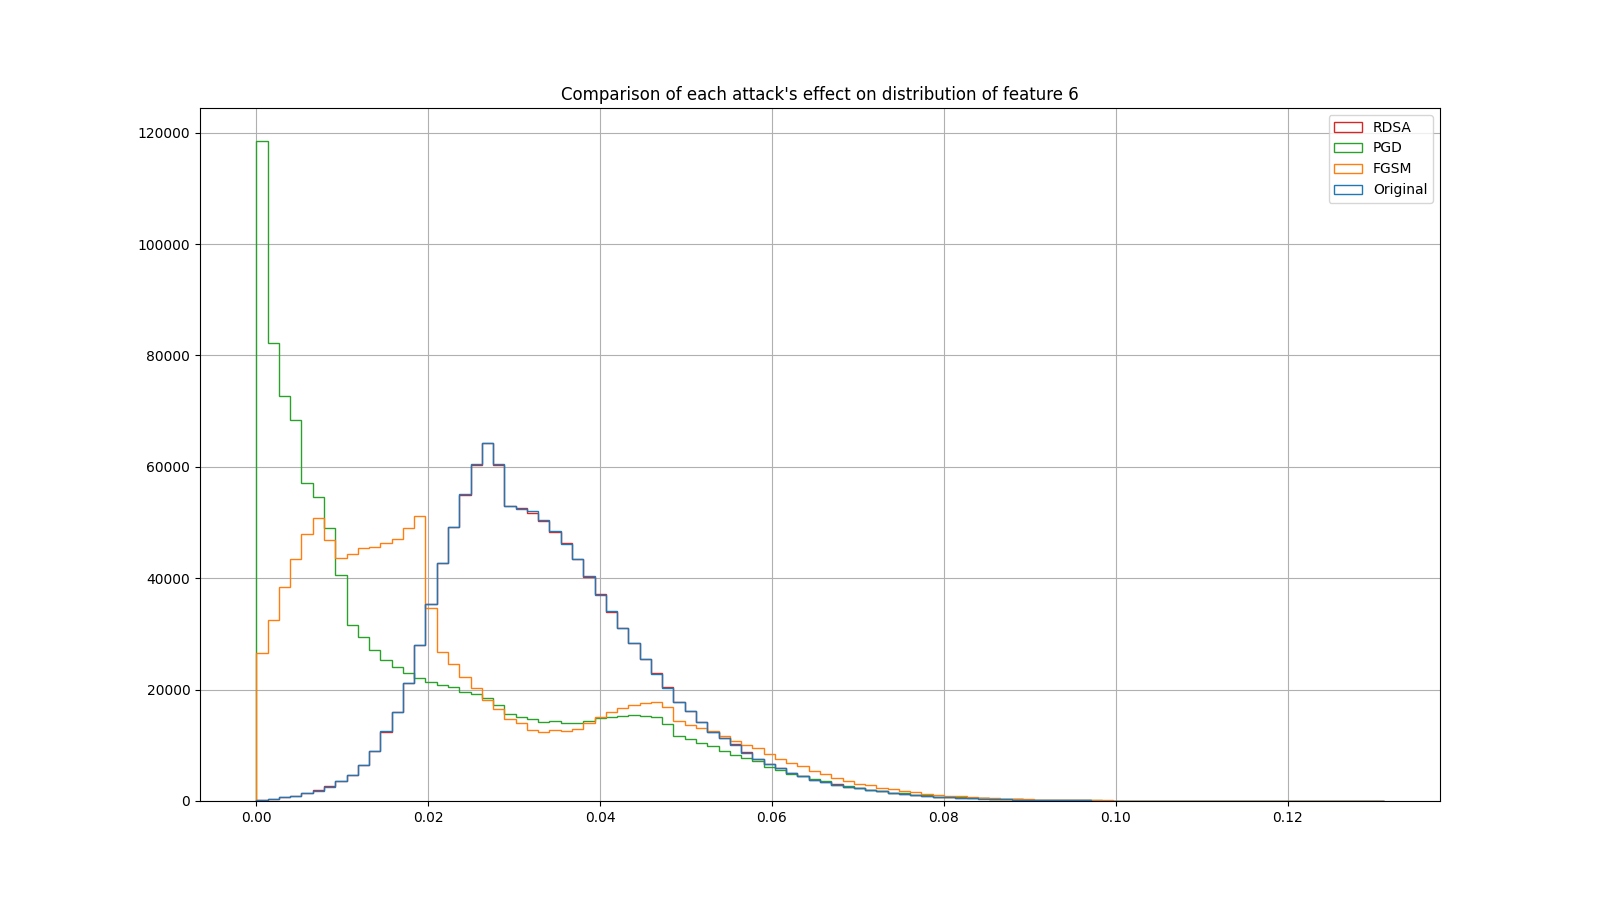 Comparison of each attack's effect on distribution of feature 6
120000
100000
80000
60000
40000
20000
0
0.00 0.02 0.04 0.06 0.08 0.10 0.12
RDSA
PGD
FGSM
Original